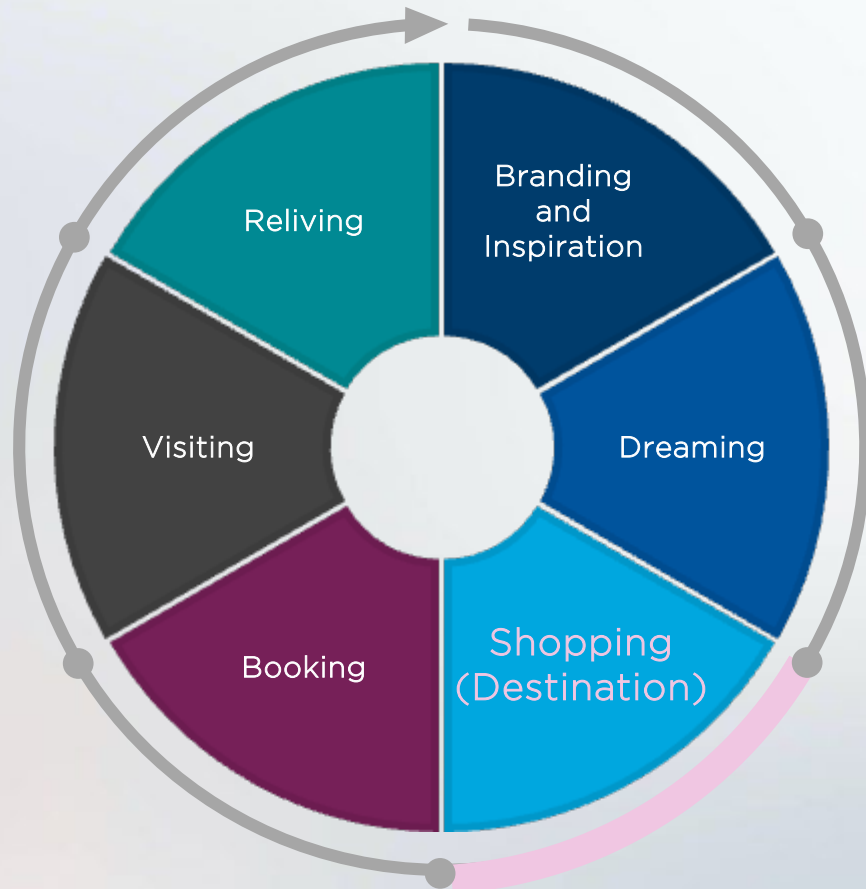 Branding
and
Inspiration
Dreaming
Shopping
(Destination)
Booking
Visiting
Reliving